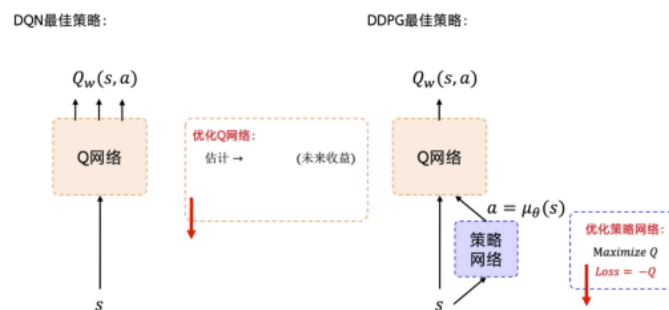 DQN最佳策略:
Q_w(s,a)
Q网络
s
优化Q网络:
估计 → (未来收益)
DDPG最佳策略:
Q_w(s,a)
Q网络
a = μ_θ(s)
策略
网络
s
优化策略网络:
Maximize Q
Loss = −Q